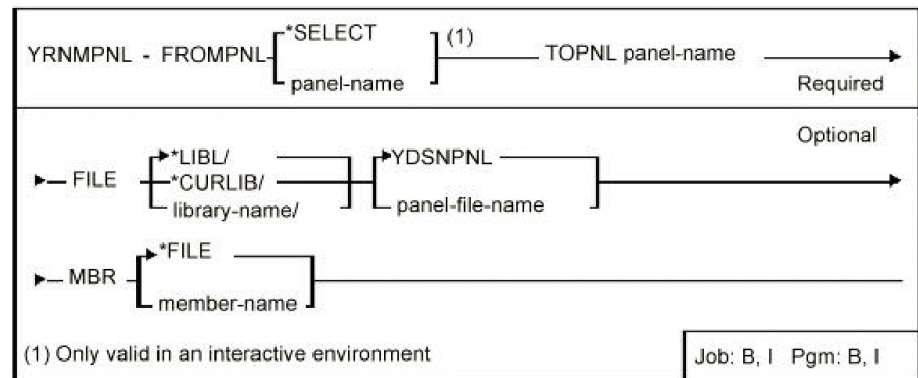 *SELECT (1)
YRNMPNL - FROMPNL TOPNL panel-name
panel-name Required
Optional
*LIBL/ YDSNPNL
FILE *CURLIB/
library-name/ panel-file-name
*FILE
MBR
member-name
(1) Only valid in an interactive environment
Job: B, I Pgm: B, I